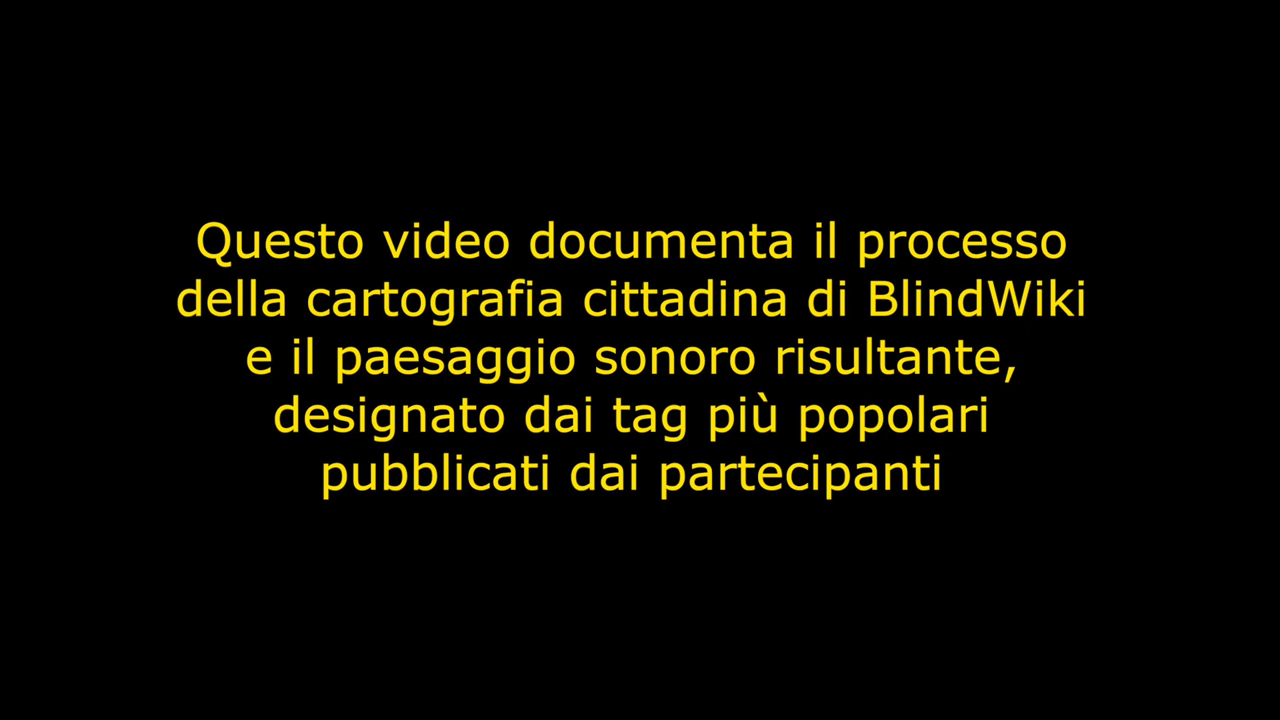 Questo video documenta il processo
della cartografia cittadina di BlindWiki
e il paesaggio sonoro risultante,
designato dai tag più popolari
pubblicati dai partecipanti